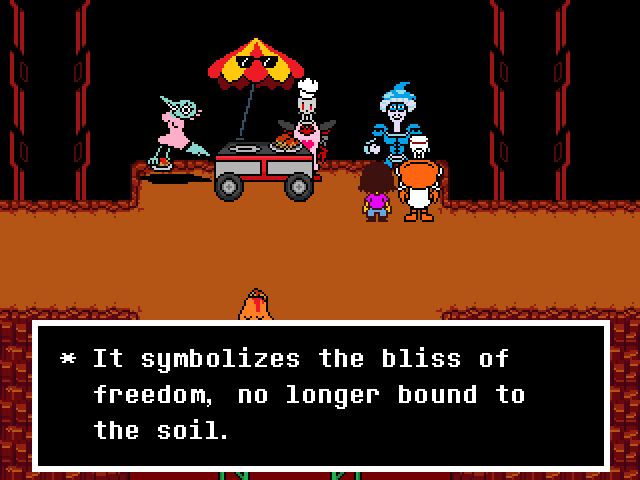 * It symbolizes the bliss of
freedom, no longer bound to
the soil.